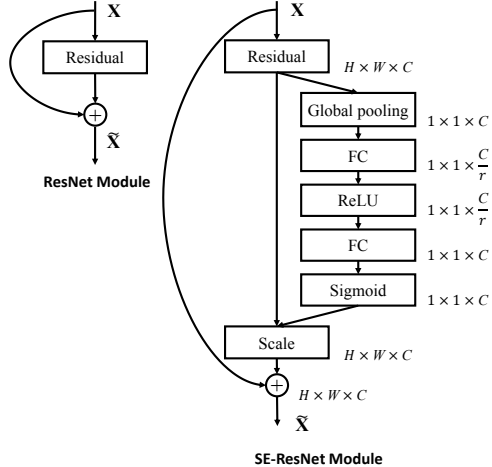 X
Residual
+
X̃
ResNet Module
X
Residual
H × W × C
Global pooling
1 × 1 × C
FC
1 × 1 × C/r
ReLU
1 × 1 × C/r
FC
1 × 1 × C
Sigmoid
1 × 1 × C
Scale
H × W × C
+
H × W × C
X̃
SE-ResNet Module